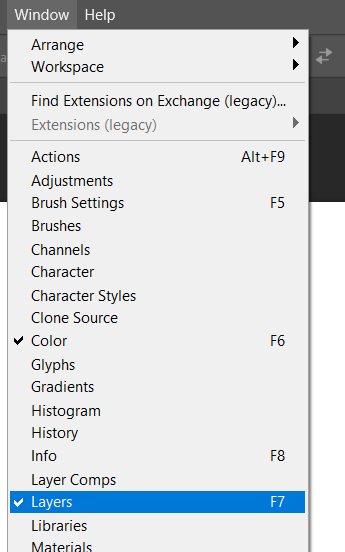 Window Help
Arrange
Workspace
Find Extensions on Exchange (legacy)...
Extensions (legacy)
Actions Alt+F9
Adjustments
Brush Settings F5
Brushes
Channels
Character
Character Styles
Clone Source
Color F6
Glyphs
Gradients
Histogram
History
Info F8
Layer Comps
Layers F7
Libraries
Materials